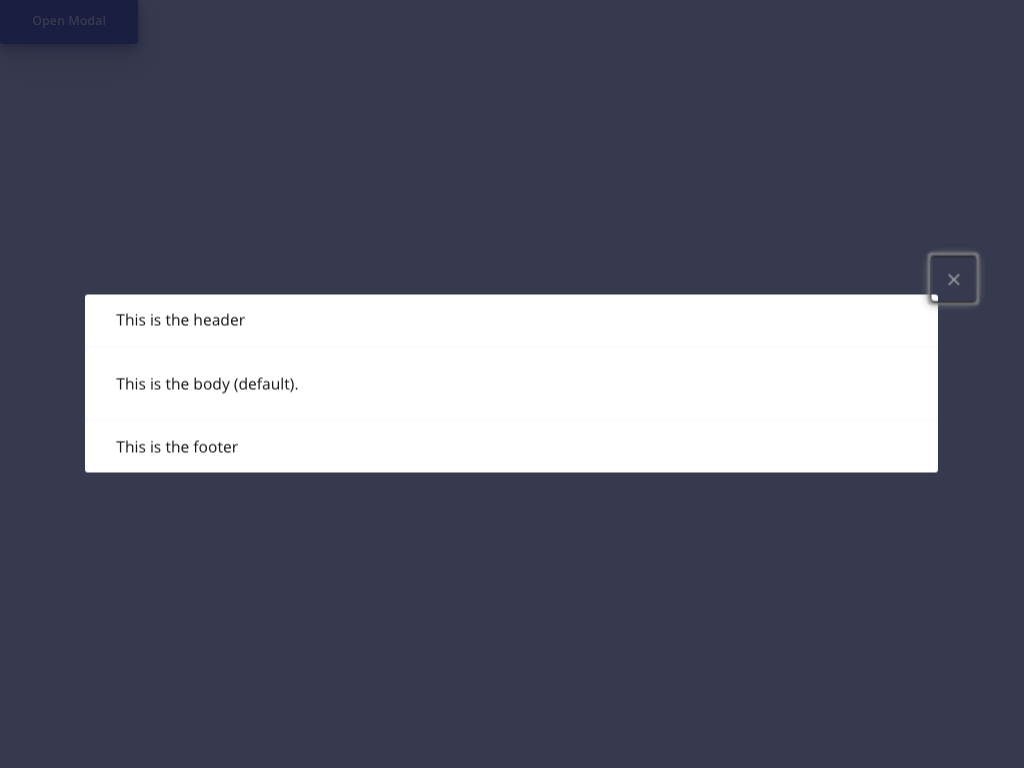 Open Modal
×
This is the header
This is the body (default).
This is the footer